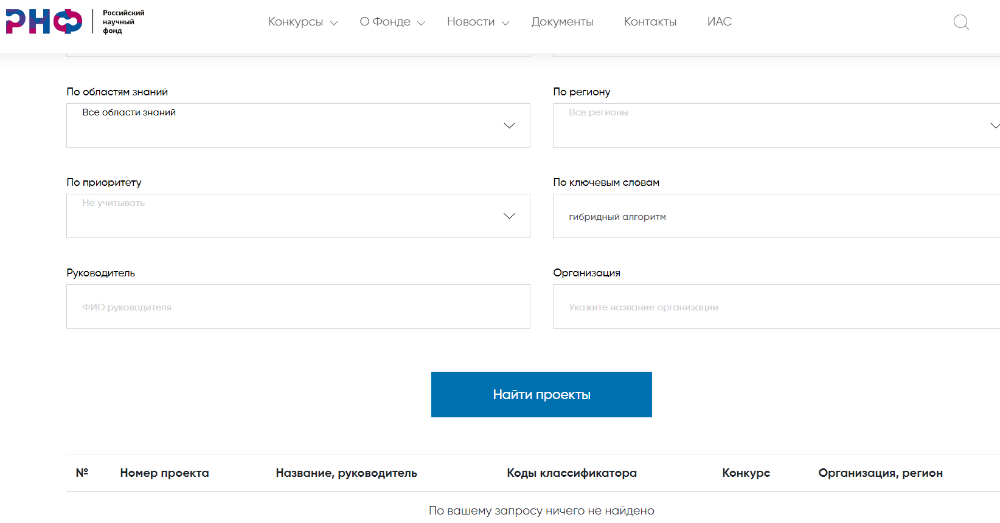 РНФ
Российский
научный
фонд
Конкурсы
О Фонде
Новости
Документы
Контакты
ИАС
По областям знаний
По региону
Все области знаний
Все регионы
По приоритету
По ключевым словам
Не учитывать
гибридный алгоритм
Руководитель
Организация
ФИО руководителя
Укажите название организации
Найти проекты
№ Номер проекта Название, руководитель Коды классификатора Конкурс Организация, регион
По вашему запросу ничего не найдено